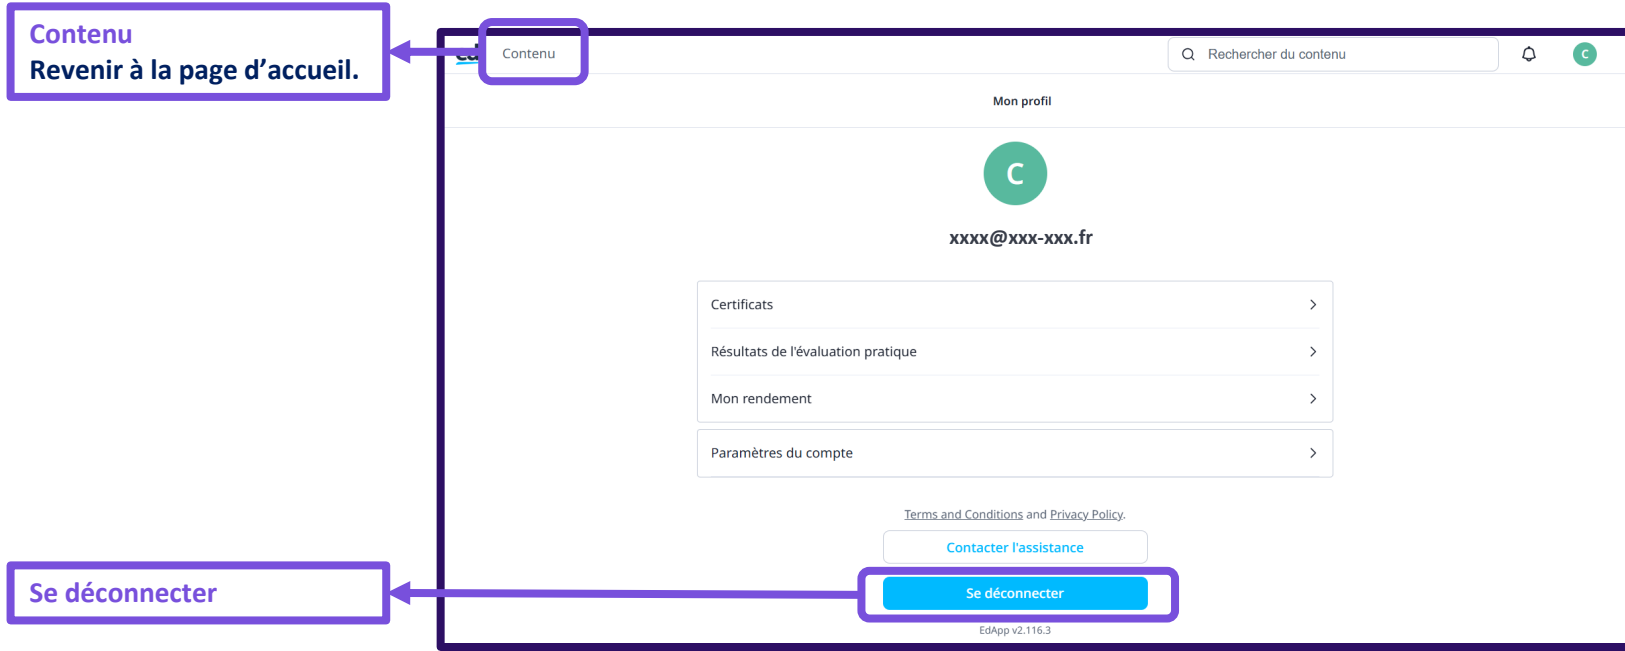 Contenu
Revenir à la page d’accueil.
ed
Contenu
Rechercher du contenu
C
Mon profil
C
xxxx@xxx-xxx.fr
Certificats
Résultats de l'évaluation pratique
Mon rendement
Paramètres du compte
Terms and Conditions and Privacy Policy.
Contacter l'assistance
Se déconnecter
Se déconnecter
EdApp v2.116.3